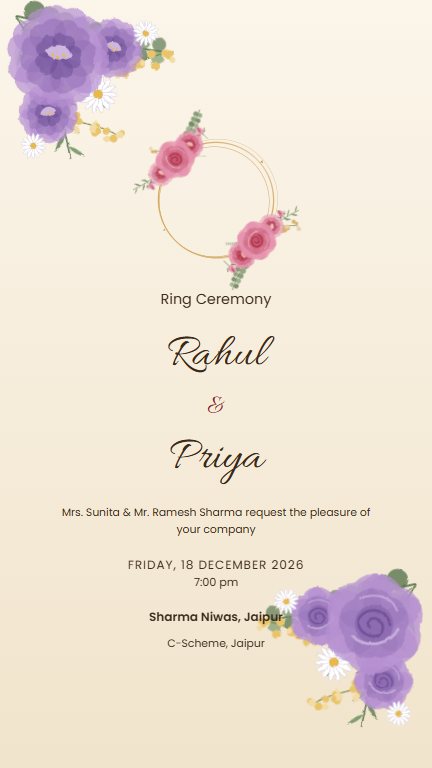 Ring Ceremony
Rahul
&
Priya
Mrs. Sunita & Mr. Ramesh Sharma request the pleasure of
your company
FRIDAY, 18 DECEMBER 2026
7:00 pm
Sharma Niwas, Jaipur
C-Scheme, Jaipur